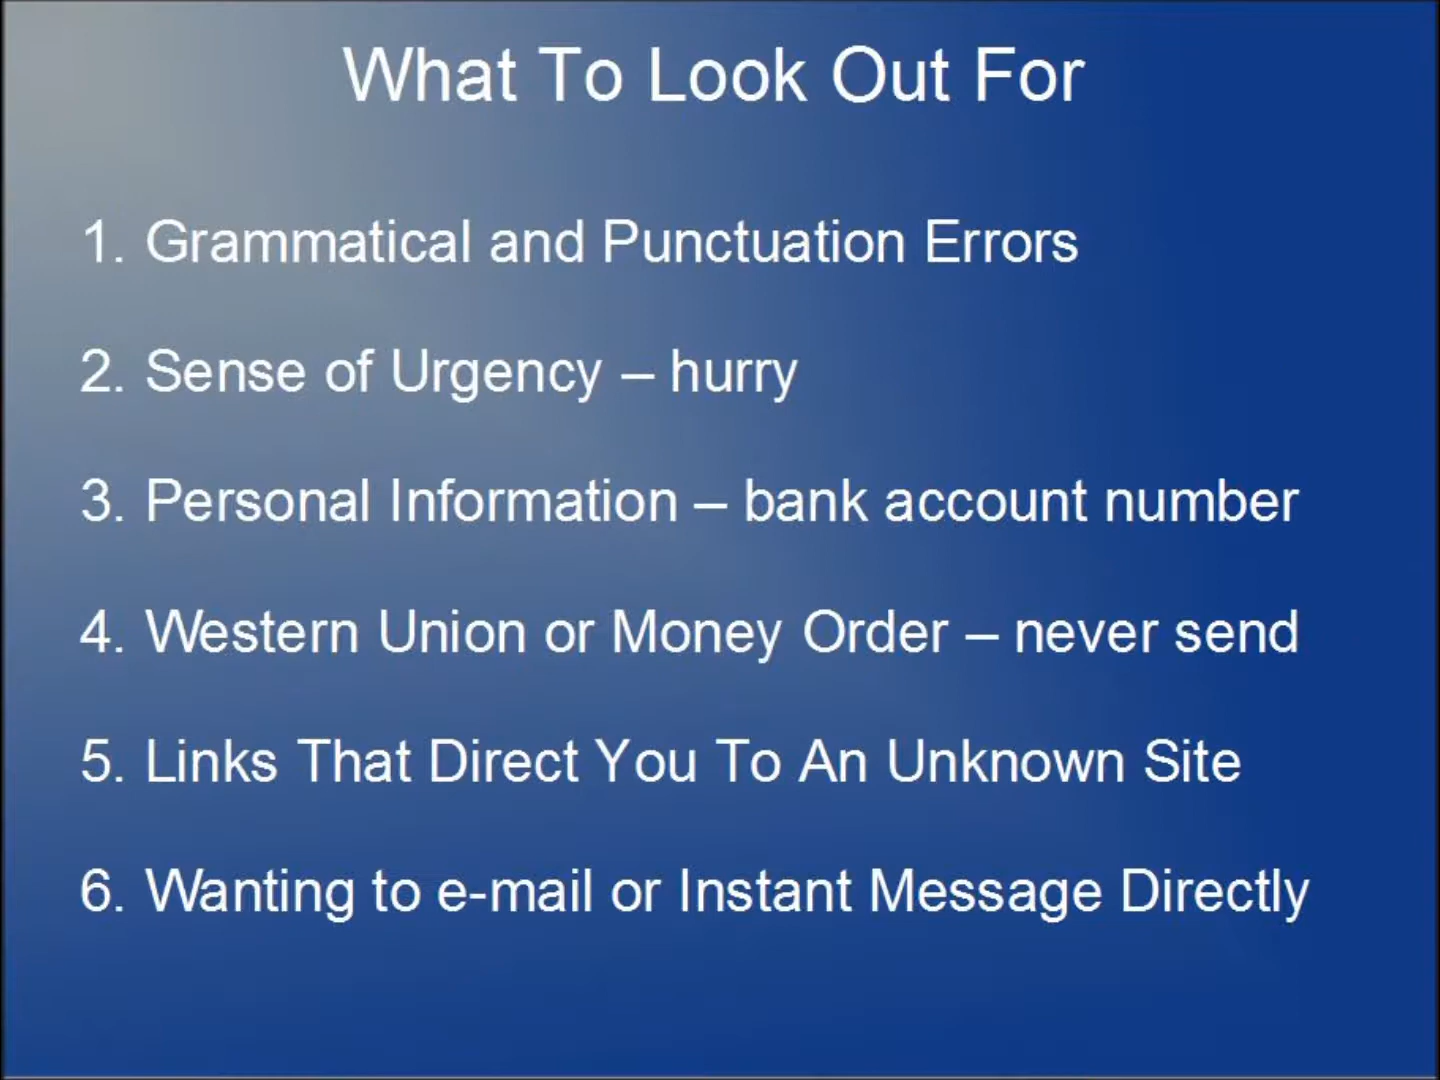 What To Look Out For
1. Grammatical and Punctuation Errors
2. Sense of Urgency – hurry
3. Personal Information – bank account number
4. Western Union or Money Order – never send
5. Links That Direct You To An Unknown Site
6. Wanting to e-mail or Instant Message Directly